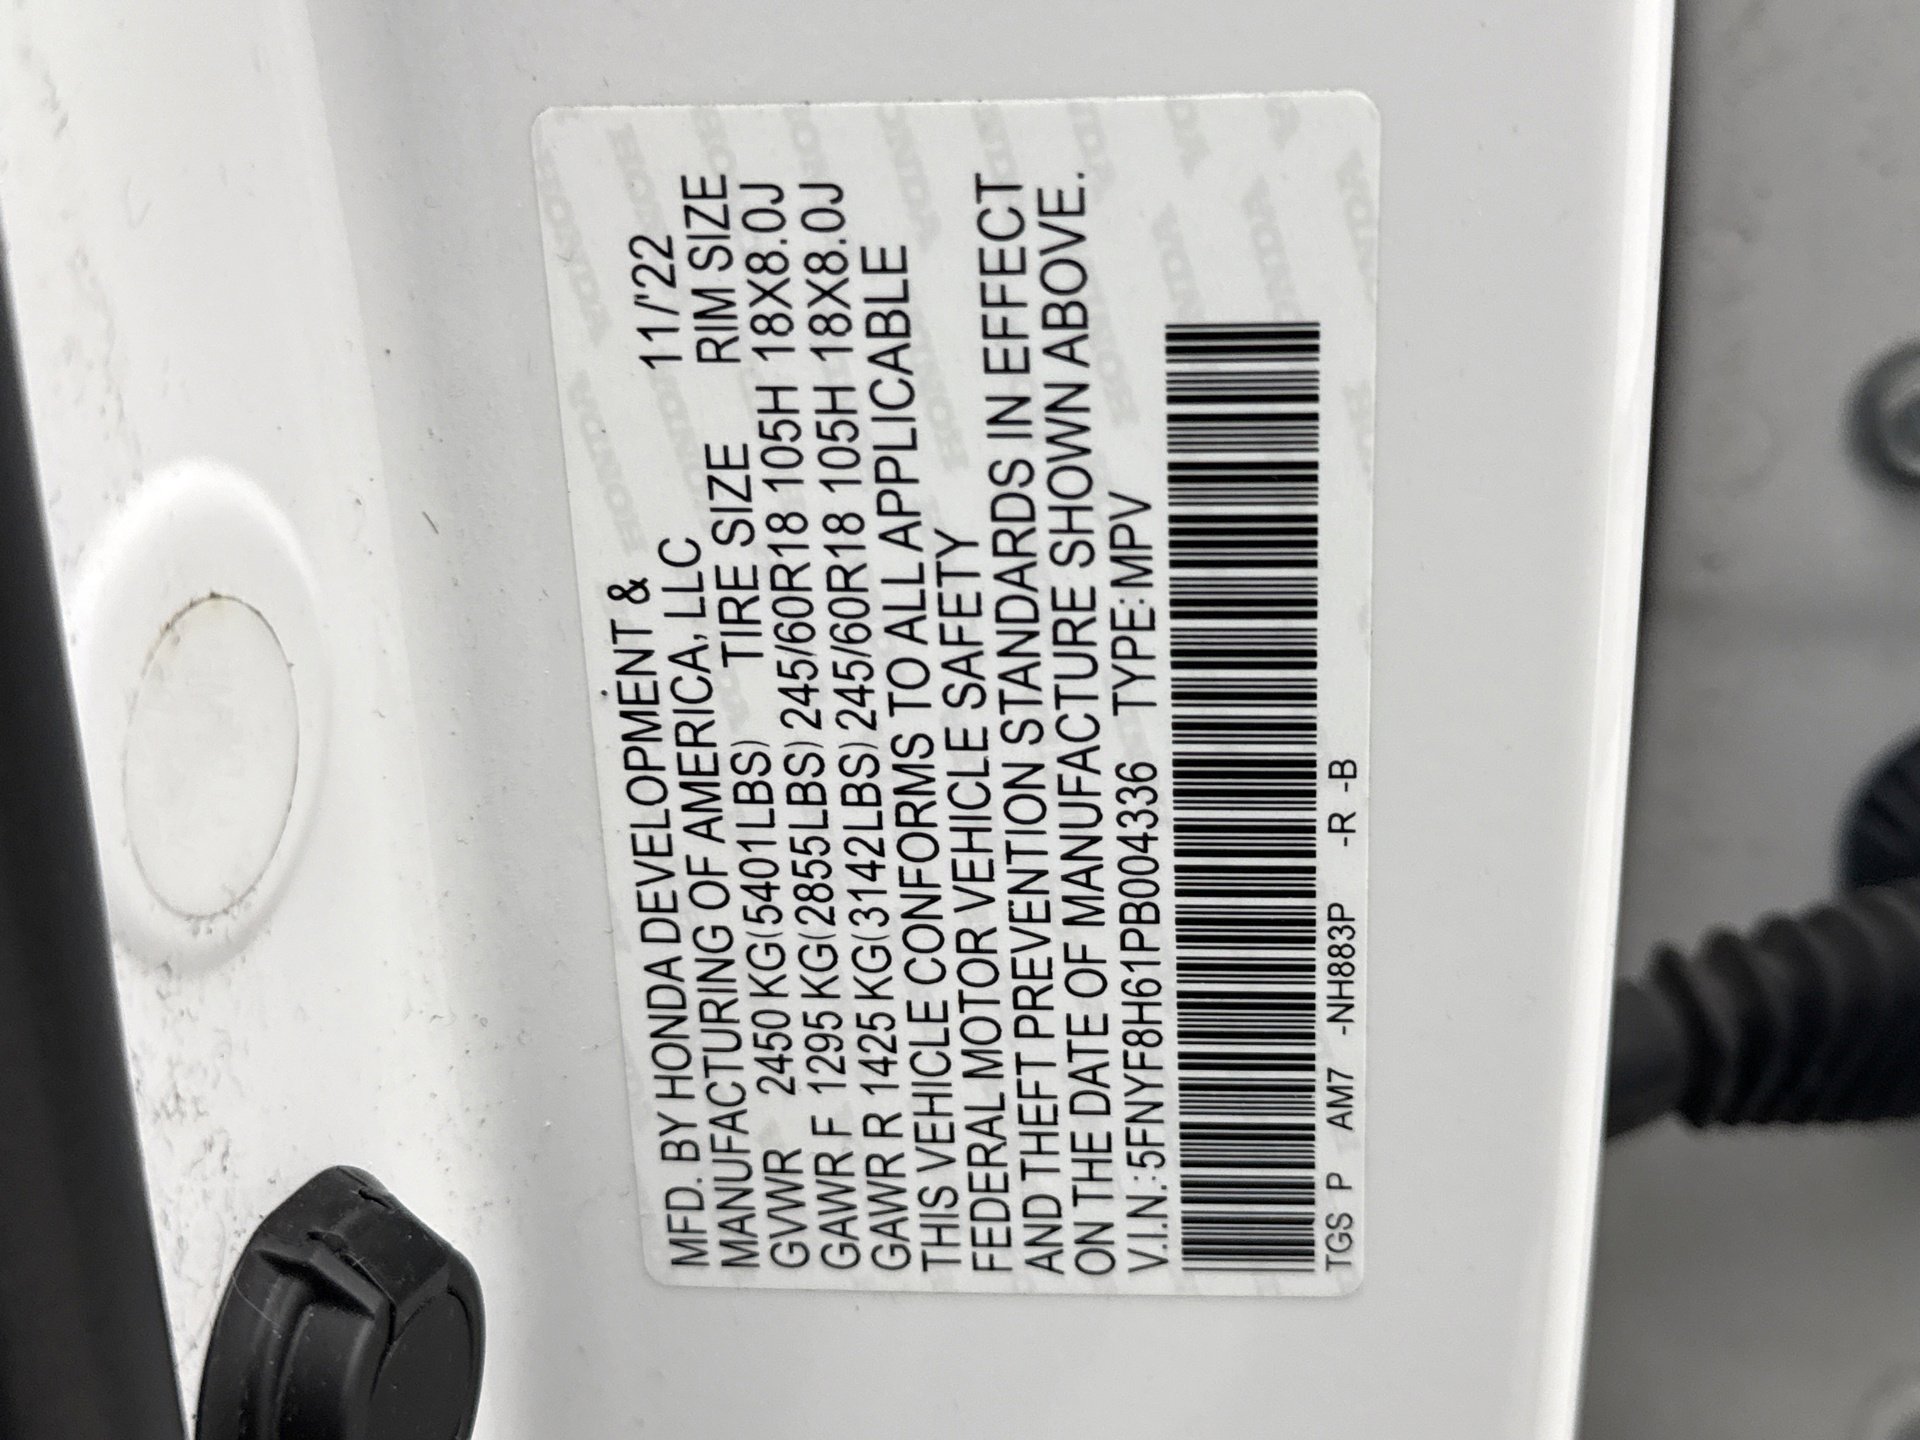 MFD. BY HONDA DEVELOPMENT &
MANUFACTURING OF AMERICA, LLC 11/'22
GVWR 2450 KG(5401LBS) TIRE SIZE RIM SIZE
GAWR F 1295 KG(2855LBS) 245/60R18 105H 18X8.0J
GAWR R 1425 KG(3142LBS) 245/60R18 105H 18X8.0J
THIS VEHICLE CONFORMS TO ALL APPLICABLE
FEDERAL MOTOR VEHICLE SAFETY
AND THEFT PREVENTION STANDARDS IN EFFECT
ON THE DATE OF MANUFACTURE SHOWN ABOVE.
V.I.N.:5FNYF8H61PB004336 TYPE:MPV
TGS P AM7 -NH883P -R -B